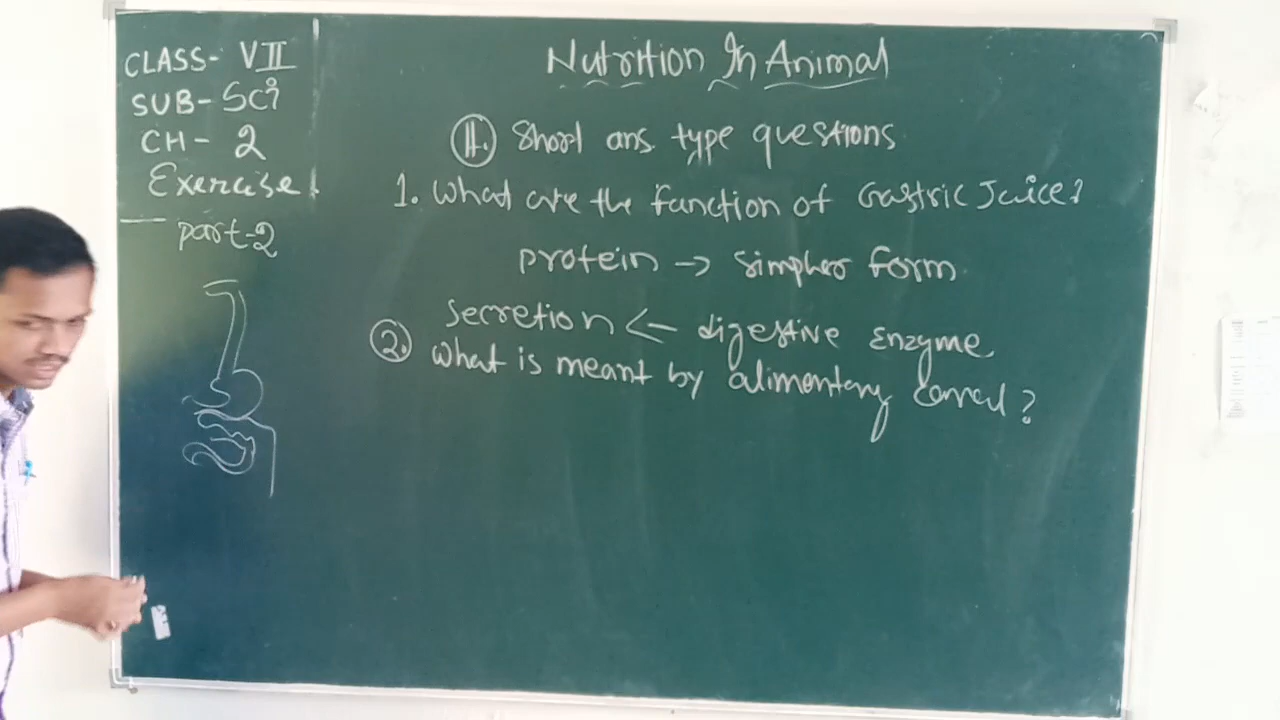 CLASS- VII
SUB- Sci
CH- 2
Exercise.
part-2
Nutrition In Animal
II. Short ans. type questions
1. What are the function of Gastric Juice?
protein → simpler form
secretion ← digestive enzyme
2. What is meant by alimentary canal?